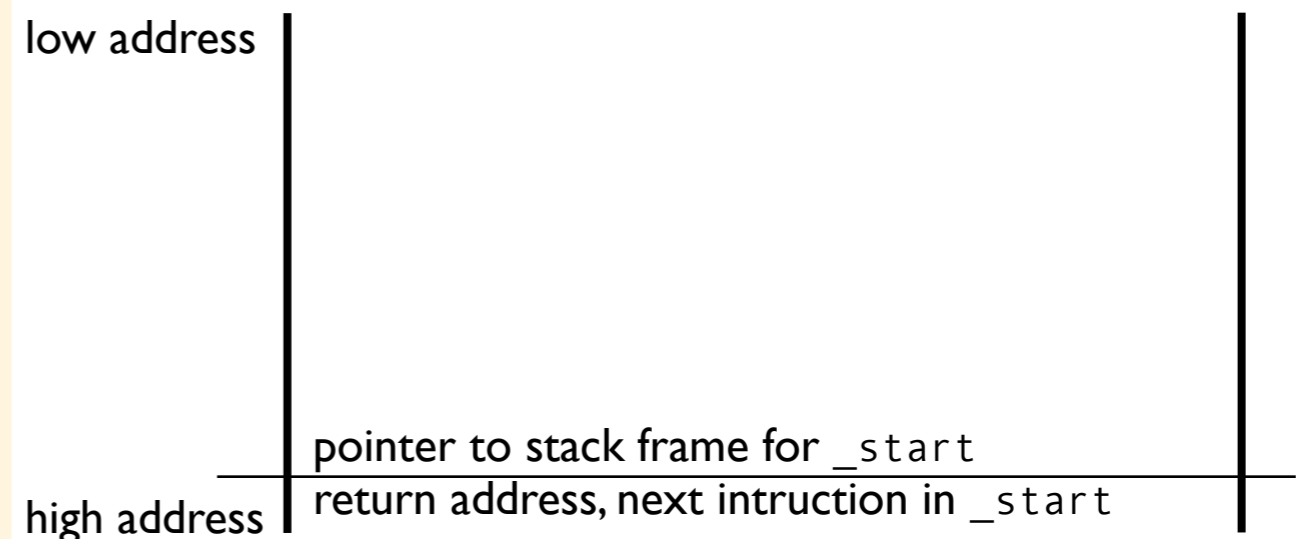 low address
pointer to stack frame for _start
return address, next intruction in _start
high address